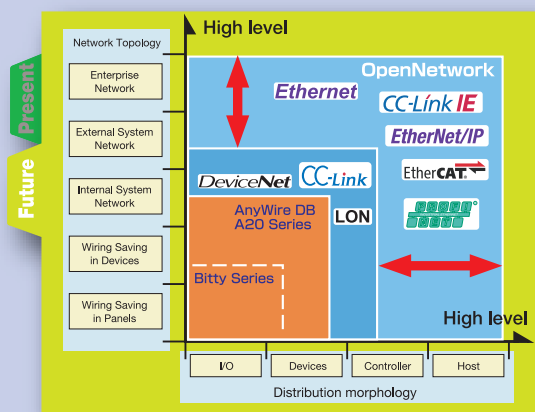 Present
Future
Network Topology
Enterprise
Network
External System
Network
Internal System
Network
Wiring Saving
in Devices
Wiring Saving
in Panels
High level
OpenNetwork
Ethernet
CC-Link IE
EtherNet/IP
EtherCAT
DeviceNet
CC-Link
LON
AnyWire DB
A20 Series
Bitty Series
High level
I/O
Devices
Controller
Host
Distribution morphology